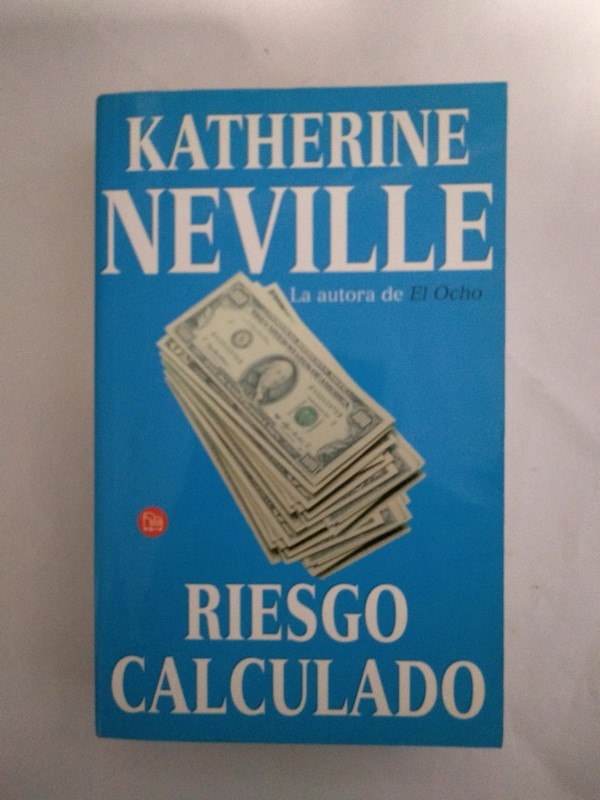 KATHERINE
NEVILLE
La autora de El Ocho
RIESGO
CALCULADO